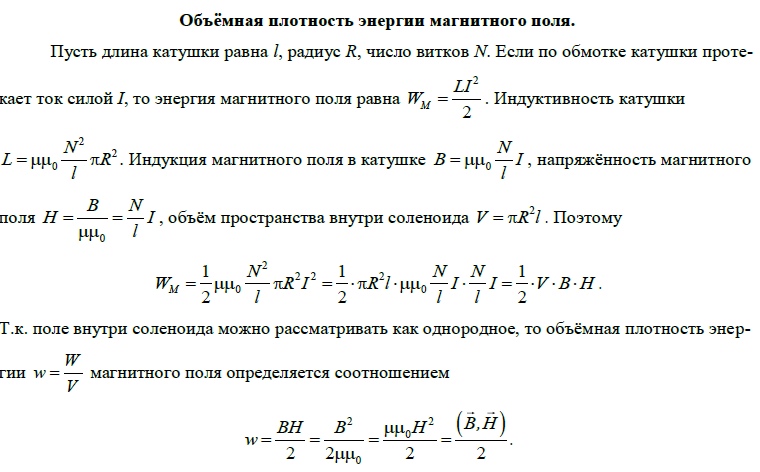 Объёмная плотность энергии магнитного поля.
Пусть длина катушки равна l, радиус R, число витков N. Если по обмотке катушки проте-
кает ток силой I, то энергия магнитного поля равна $W_M = \frac{LI^2}{2}$. Индуктивность катушки
$L = \mu\mu_0 \frac{N^2}{l} \pi R^2$. Индукция магнитного поля в катушке $B = \mu\mu_0 \frac{N}{l} I$, напряжённость магнитного
поля $H = \frac{B}{\mu\mu_0} = \frac{N}{l} I$, объём пространства внутри соленоида $V = \pi R^2 l$. Поэтому
$W_M = \frac{1}{2} \mu\mu_0 \frac{N^2}{l} \pi R^2 I^2 = \frac{1}{2} \cdot \pi R^2 l \cdot \mu\mu_0 \frac{N}{l} I \cdot \frac{N}{l} I = \frac{1}{2} \cdot V \cdot B \cdot H$.
Т.к. поле внутри соленоида можно рассматривать как однородное, то объёмная плотность энер-
гии $w = \frac{W}{V}$ магнитного поля определяется соотношением
$w = \frac{BH}{2} = \frac{B^2}{2\mu\mu_0} = \frac{\mu\mu_0 H^2}{2} = \frac{(\vec{B}, \vec{H})}{2}$.